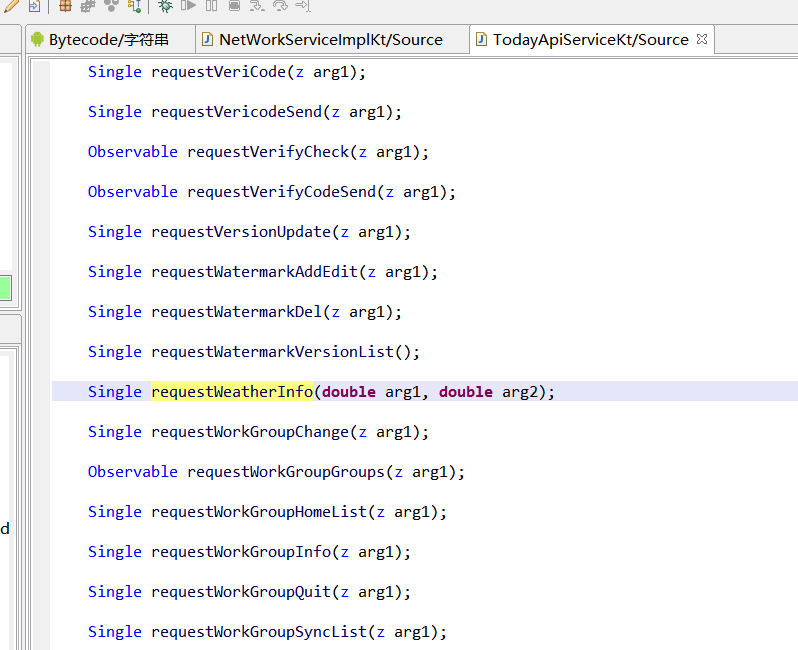 Bytecode/字符串 NetWorkServiceImplKt/Source TodayApiServiceKt/Source
Single requestVeriCode(z arg1);
Single requestVericodeSend(z arg1);
Observable requestVerifyCheck(z arg1);
Observable requestVerifyCodeSend(z arg1);
Single requestVersionUpdate(z arg1);
Single requestWatermarkAddEdit(z arg1);
Single requestWatermarkDel(z arg1);
Single requestWatermarkVersionList();
Single requestWeatherInfo(double arg1, double arg2);
Single requestWorkGroupChange(z arg1);
Observable requestWorkGroupGroups(z arg1);
Single requestWorkGroupHomeList(z arg1);
d
Single requestWorkGroupInfo(z arg1);
Single requestWorkGroupQuit(z arg1);
Single requestWorkGroupSyncList(z arg1);